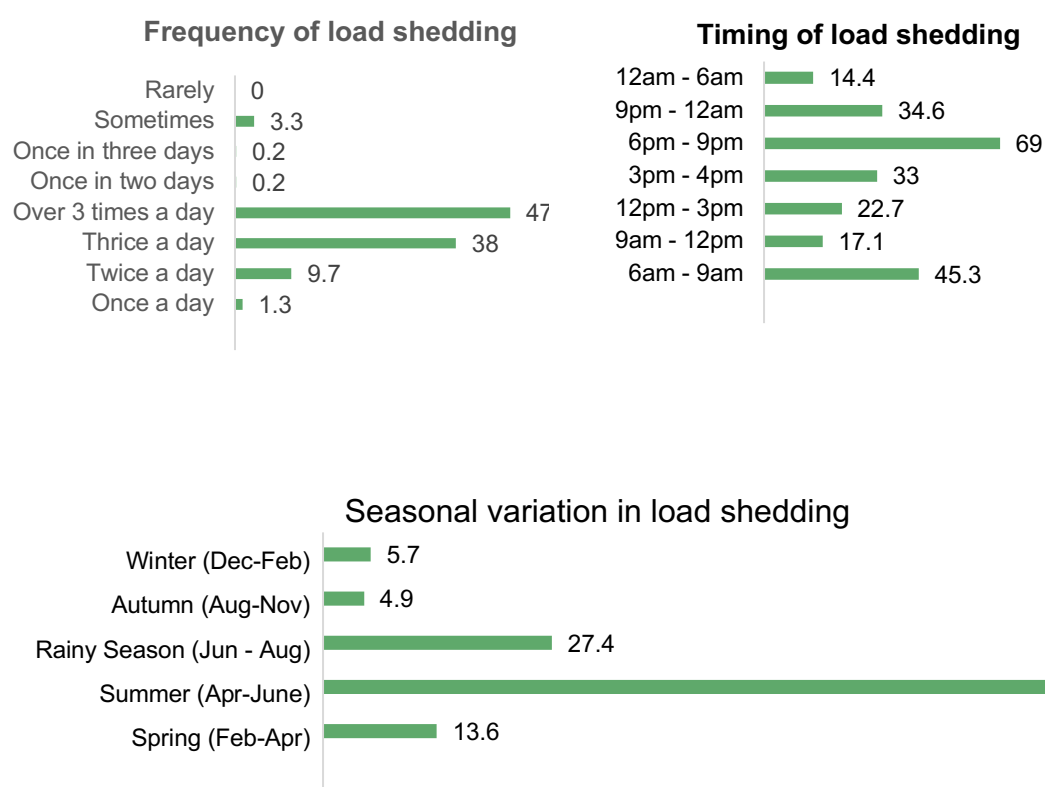 Frequency of load shedding
Rarely 0
Sometimes 3.3
Once in three days 0.2
Once in two days 0.2
Over 3 times a day 47
Thrice a day 38
Twice a day 9.7
Once a day 1.3
Timing of load shedding
12am - 6am 14.4
9pm - 12am 34.6
6pm - 9pm 69
3pm - 4pm 33
12pm - 3pm 22.7
9am - 12pm 17.1
6am - 9am 45.3
Seasonal variation in load shedding
Winter (Dec-Feb) 5.7
Autumn (Aug-Nov) 4.9
Rainy Season (Jun - Aug) 27.4
Summer (Apr-June)
Spring (Feb-Apr) 13.6